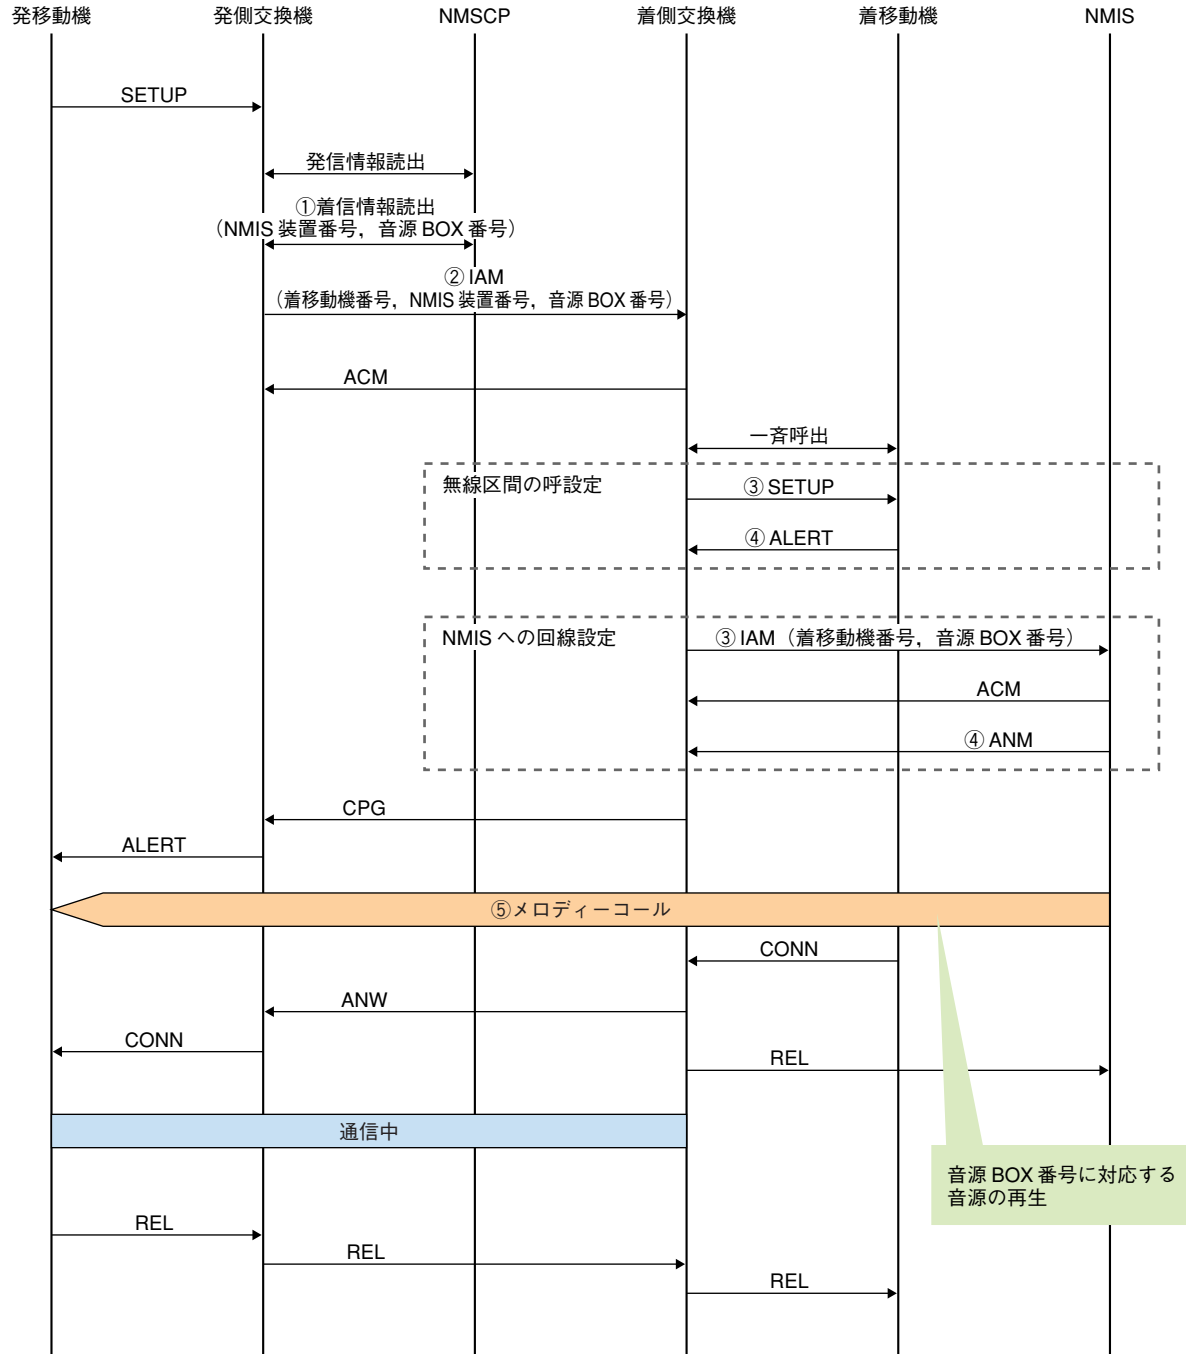 発移動機
発側交換機
NMSCP
着側交換機
着移動機
NMIS
SETUP
発信情報読出
①着信情報読出
（NMIS 装置番号，音源 BOX 番号）
② IAM
（着移動機番号，NMIS 装置番号，音源 BOX 番号）
ACM
一斉呼出
無線区間の呼設定
③ SETUP
④ ALERT
NMIS への回線設定
③ IAM（着移動機番号，音源 BOX 番号）
ACM
④ ANM
CPG
ALERT
⑤メロディーコール
CONN
ANW
CONN
REL
通信中
音源 BOX 番号に対応する
音源の再生
REL
REL
REL